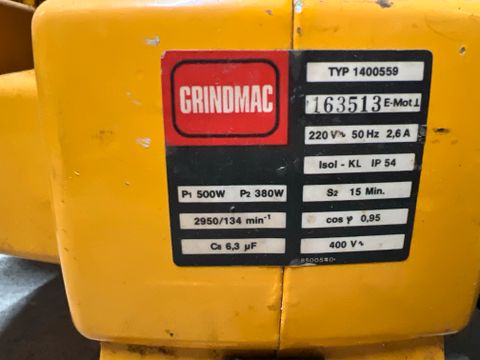 GRINDMAC
TYP 1400559
163513 E-Mot⊥
220 V∿ 50 Hz 2,6 A
Isol - KL IP 54
P1 500W P2 380W
S2 15 Min.
2950/134 min⁻¹
cos φ 0,95
CB 6,3 μF
400 V∿